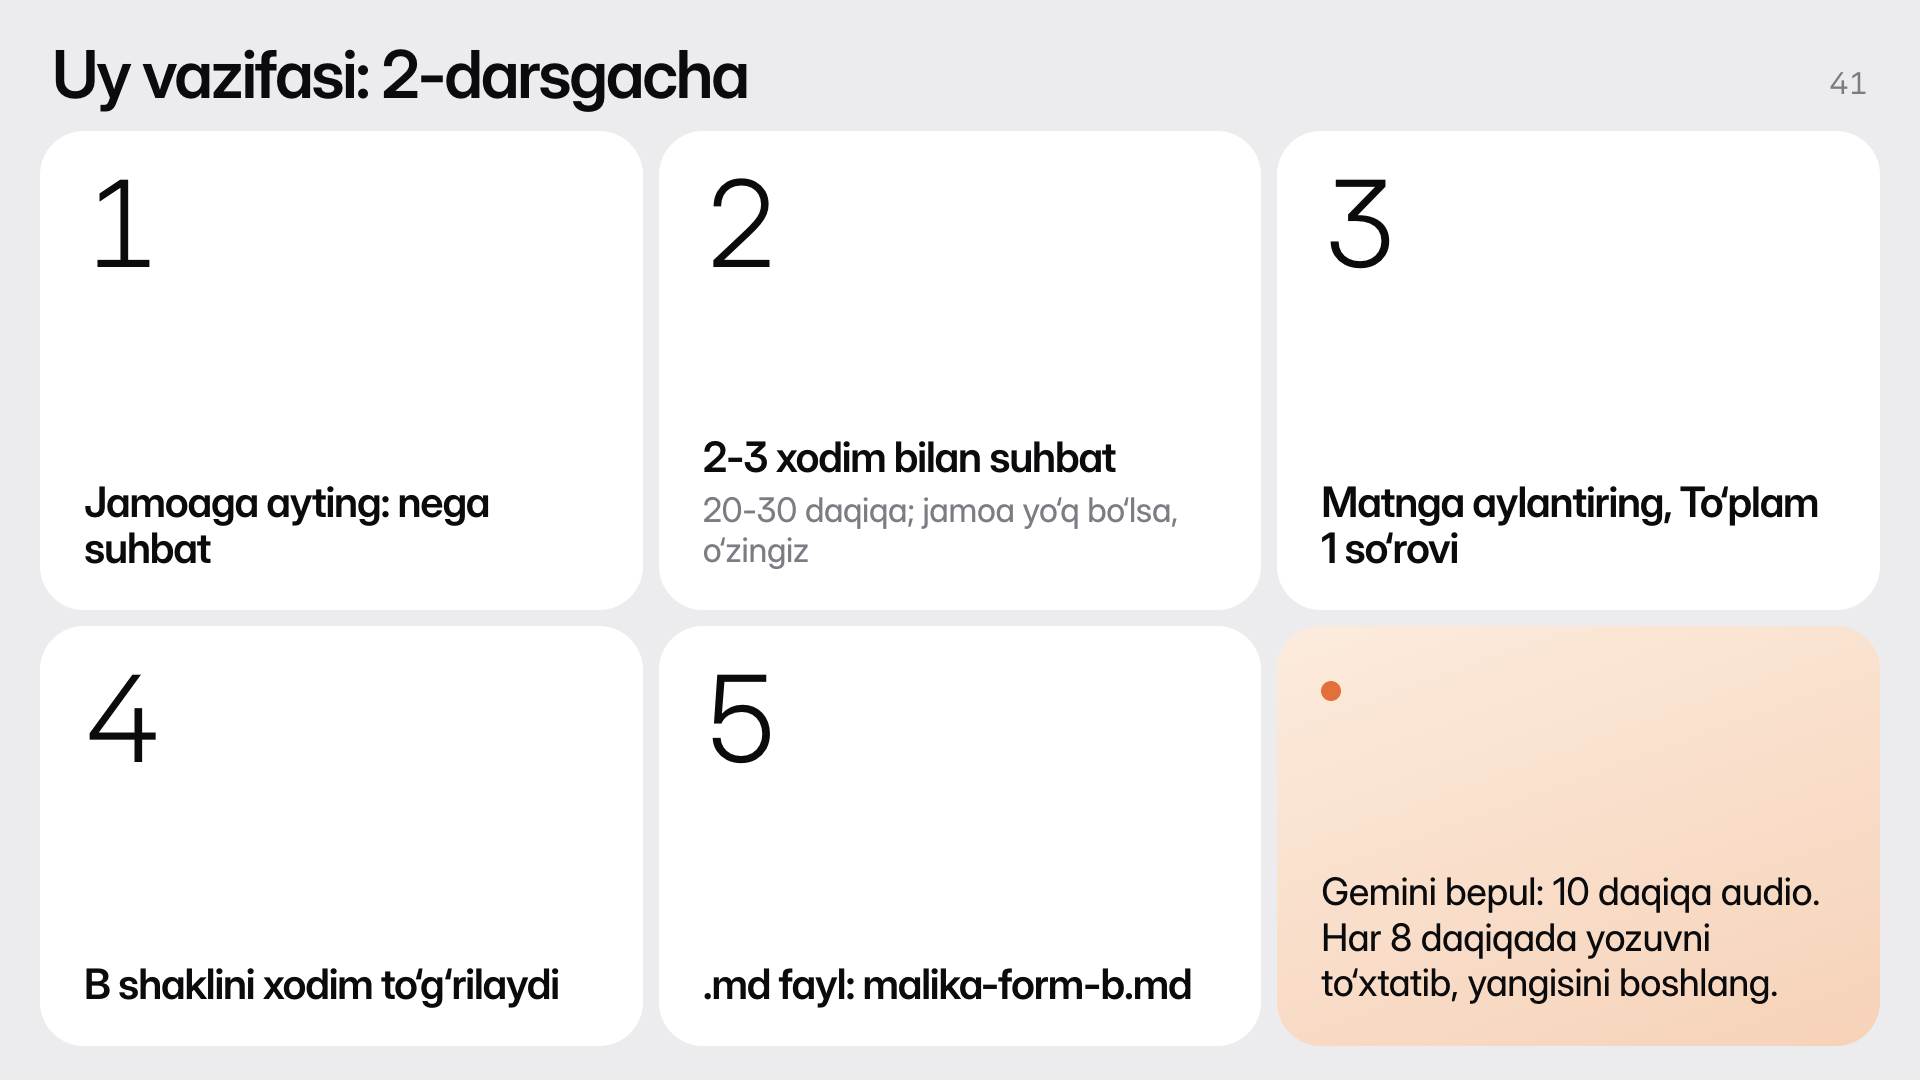 Uy vazifasi: 2-darsgacha
41
1
Jamoaga ayting: nega
suhbat
2
2-3 xodim bilan suhbat
20-30 daqiqa; jamoa yo‘q bo‘lsa,
o‘zingiz
3
Matnga aylantiring, To‘plam
1 so‘rovi
4
B shaklini xodim to‘g‘rilaydi
5
.md fayl: malika-form-b.md
Gemini bepul: 10 daqiqa audio.
Har 8 daqiqada yozuvni
to‘xtatib, yangisini boshlang.